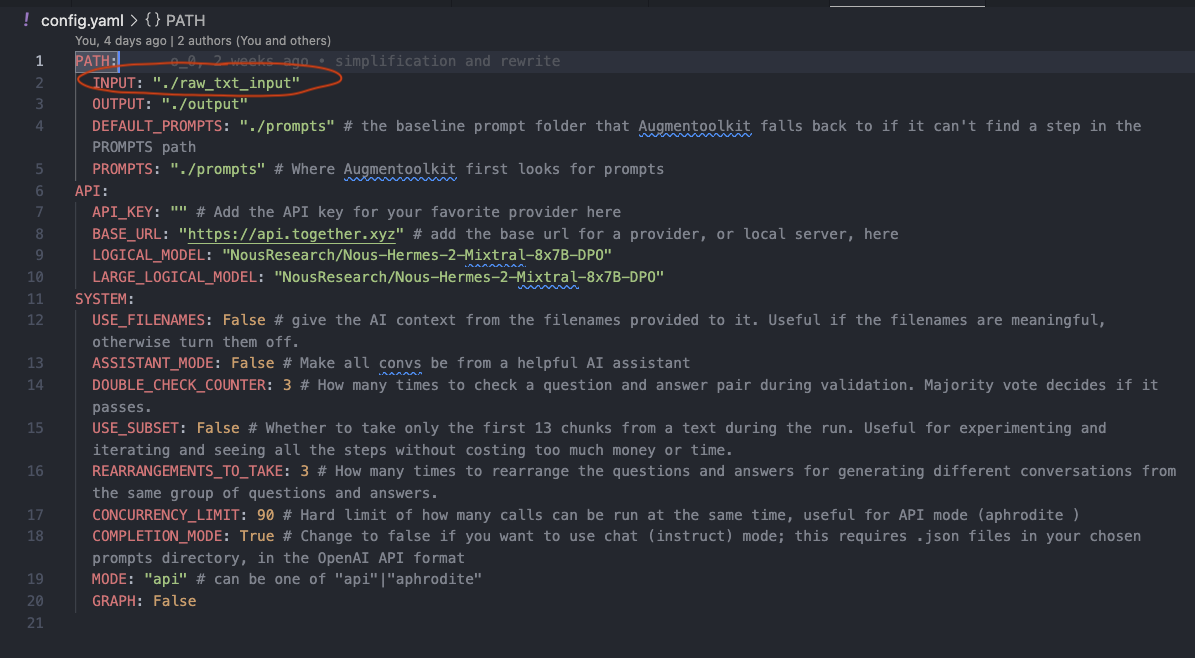 ! config.yaml > {} PATH
You, 4 days ago | 2 authors (You and others)
1 PATH: e_0, 2 weeks ago • simplification and rewrite
2 INPUT: "./raw_txt_input"
3 OUTPUT: "./output"
4 DEFAULT_PROMPTS: "./prompts" # the baseline prompt folder that Augmentoolkit falls back to if it can't find a step in the
PROMPTS path
5 PROMPTS: "./prompts" # Where Augmentoolkit first looks for prompts
6 API:
7 API_KEY: "" # Add the API key for your favorite provider here
8 BASE_URL: "https://api.together.xyz" # add the base url for a provider, or local server, here
9 LOGICAL_MODEL: "NousResearch/Nous-Hermes-2-Mixtral-8x7B-DPO"
10 LARGE_LOGICAL_MODEL: "NousResearch/Nous-Hermes-2-Mixtral-8x7B-DPO"
11 SYSTEM:
12 USE_FILENAMES: False # give the AI context from the filenames provided to it. Useful if the filenames are meaningful,
otherwise turn them off.
13 ASSISTANT_MODE: False # Make all convs be from a helpful AI assistant
14 DOUBLE_CHECK_COUNTER: 3 # How many times to check a question and answer pair during validation. Majority vote decides if it
passes.
15 USE_SUBSET: False # Whether to take only the first 13 chunks from a text during the run. Useful for experimenting and
iterating and seeing all the steps without costing too much money or time.
16 REARRANGEMENTS_TO_TAKE: 3 # How many times to rearrange the questions and answers for generating different conversations from
the same group of questions and answers.
17 CONCURRENCY_LIMIT: 90 # Hard limit of how many calls can be run at the same time, useful for API mode (aphrodite )
18 COMPLETION_MODE: True # Change to false if you want to use chat (instruct) mode; this requires .json files in your chosen
prompts directory, in the OpenAI API format
19 MODE: "api" # can be one of "api"|"aphrodite"
20 GRAPH: False
21